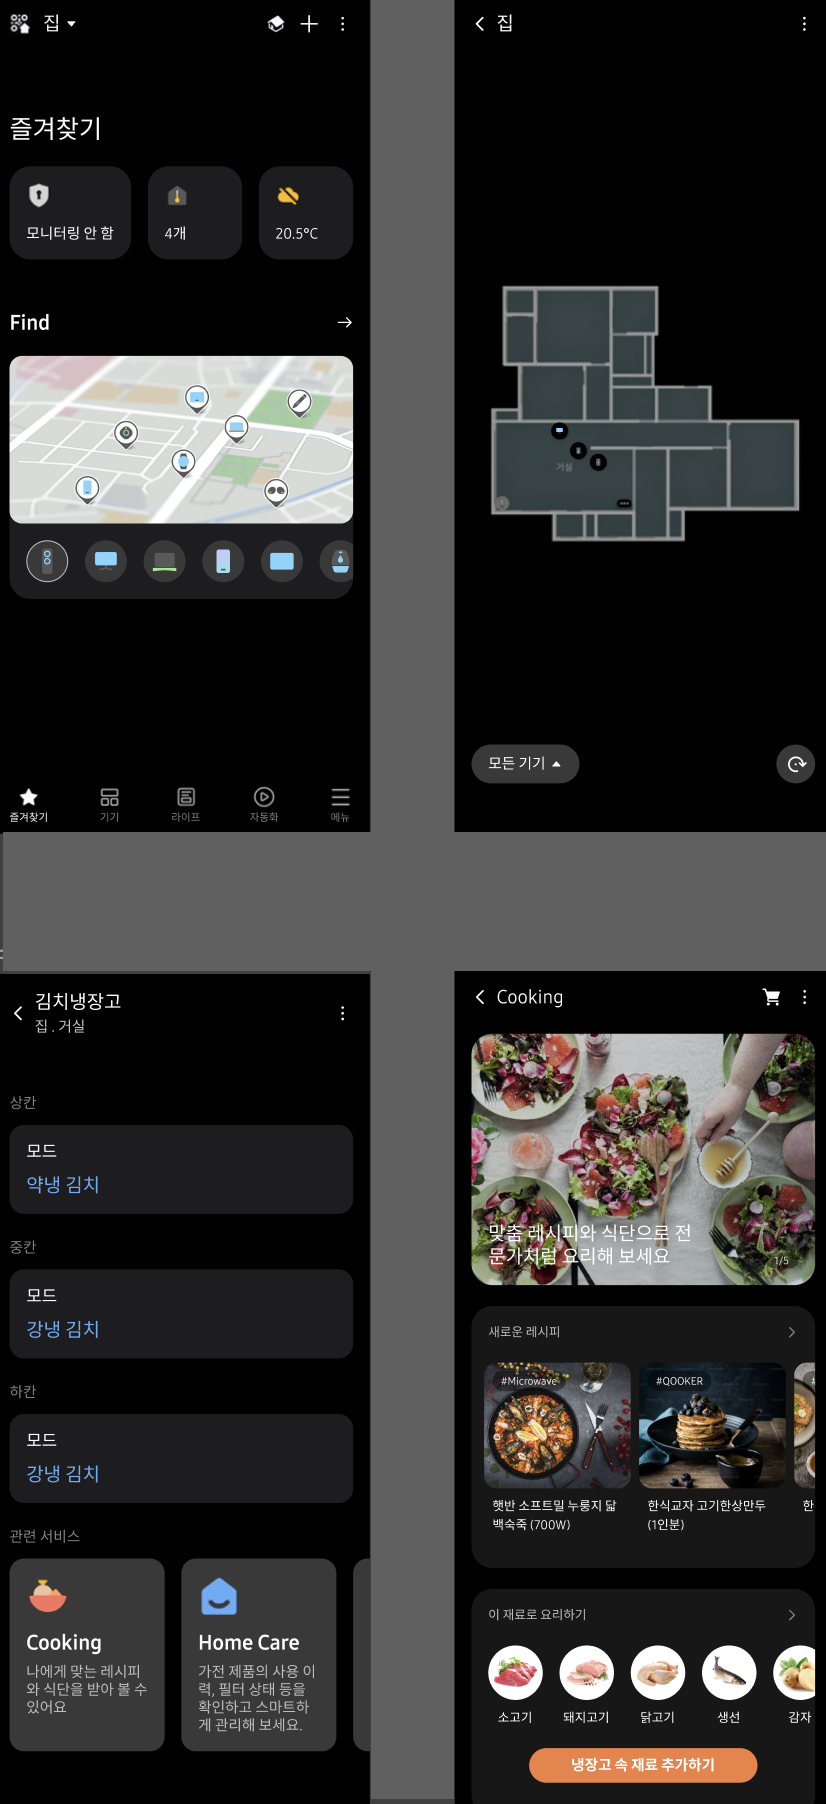 집
즐겨찾기
모니터링 안 함
4개
20.5°C
Find
즐겨찾기
기기
라이프
자동화
메뉴
집
거실
모든 기기
김치냉장고
집 . 거실
상칸
모드
약냉 김치
중칸
모드
강냉 김치
하칸
모드
강냉 김치
관련 서비스
Cooking
나에게 맞는 레시피
와 식단을 받아 볼 수
있어요
Home Care
가전 제품의 사용 이
력, 필터 상태 등을
확인하고 스마트하
게 관리해 보세요.
Cooking
맞춤 레시피와 식단으로 전
문가처럼 요리해 보세요
1/5
새로운 레시피
#Microwave
#QOOKER
#
햇반 소프트밀 누룽지 닭
백숙죽 (700W)
한식교자 고기한상만두
(1인분)
한
이 재료로 요리하기
소고기
돼지고기
닭고기
생선
감자
냉장고 속 재료 추가하기